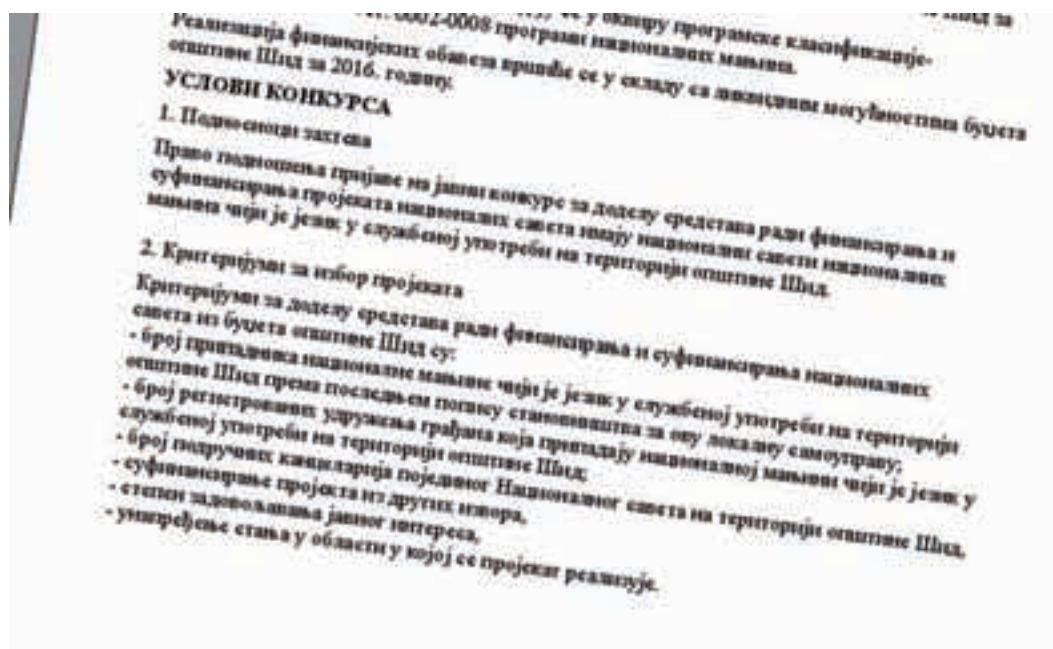 се у оквиру програмске класификације-
0002-0008 програми националних мањина.
Реализација финансијских обавеза вршиће се у складу са ликвидним могућностима буџета
општине Шид за 2016. годину.
УСЛОВИ КОНКУРСА
1. Подносиоци захтева
Право подношења пријаве на јавни конкурс за доделу средстава ради финансирања и
суфинансирања пројеката националних савета имају национални савети националних
мањина чији је језик у службеној употреби на територији општине Шид.
2. Критеријуми за избор пројеката
Критеријуми за доделу средстава ради финансирања и суфинансирања националних
савета из буџета општине Шид су:
- број припадника националне мањине чији је језик у службеној употреби на територији
општине Шид према последњем попису становништва за ову локалну самоуправу;
- број регистрованих удружења грађана која припадају националној мањини чији је језик у
службеној употреби на територији општине Шид;
- број подручних канцеларија појединог Националног савета на територији општине Шид,
- суфинансирање пројекта из других извора,
- степен задовољавања јавног интереса,
- унапређење стања у области у којој се пројекат реализује.